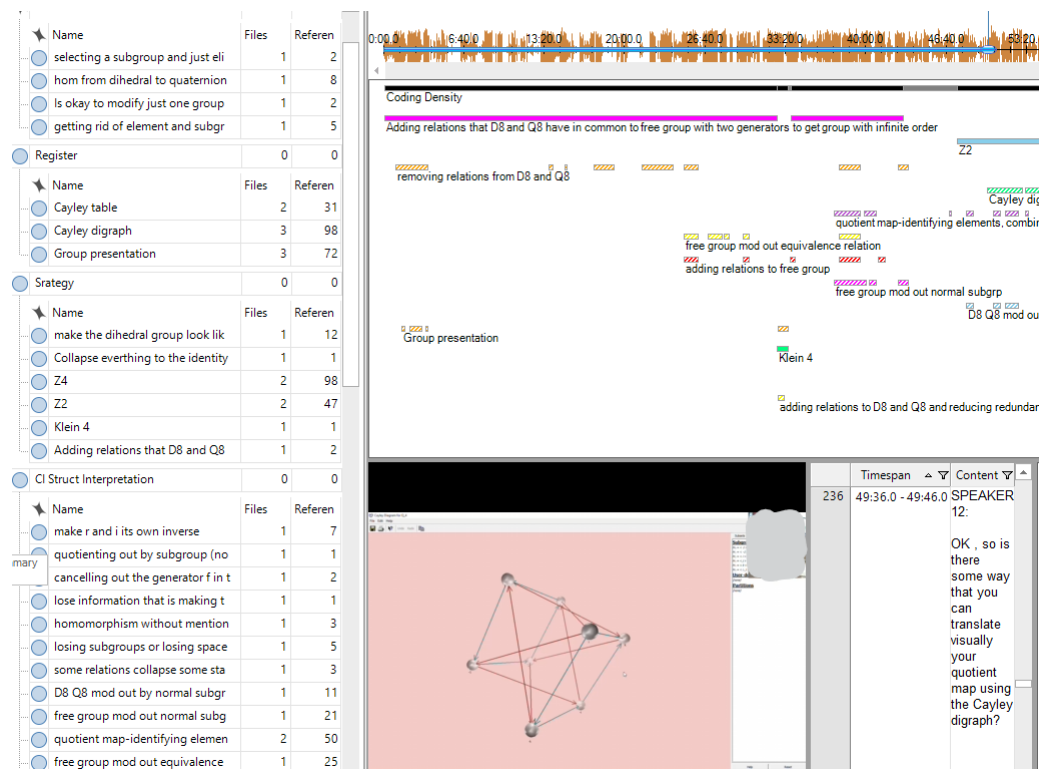 Name Files Referen
selecting a subgroup and just eli 1 2
hom from dihedral to quaternion 1 8
Is okay to modify just one group 1 2
getting rid of element and subgr 1 5
Register 0 0
Name Files Referen
Cayley table 2 31
Cayley digraph 3 98
Group presentation 3 72
Srategy 0 0
Name Files Referen
make the dihedral group look lik 1 12
Collapse everthing to the identity 1 1
Z4 2 98
Z2 2 47
Klein 4 1 1
Adding relations that D8 and Q8 1 2
CI Struct Interpretation 0 0
Name Files Referen
make r and i its own inverse 1 7
mary
quotienting out by subgroup (no 1 1
cancelling out the generator f in t 1 2
lose information that is making t 1 1
homomorphism without mention 1 3
losing subgroups or losing space 1 5
some relations collapse some sta 1 3
D8 Q8 mod out by normal subgr 1 11
free group mod out normal subg 1 21
quotient map-identifying elemen 2 50
free group mod out equivalence 1 25
0:00.0 6:40.0 13:20.0 20:00.0 26:40.0 33:20.0 40:00.0 46:40.0 53:20.
Coding Density
Adding relations that D8 and Q8 have in common to free group with two generators to get group with infinite order
Z2
removing relations from D8 and Q8
Cayley dig
quotient map-identifying elements, combin
free group mod out equivalence relation
adding relations to free group
free group mod out normal subgrp
D8 Q8 mod ou
Group presentation
Klein 4
adding relations to D8 and Q8 and reducing redundan
Timespan Content
236 49:36.0 - 49:46.0 SPEAKER
12:
OK , so is
there
some way
that you
can
translate
visually
your
quotient
map using
the Cayley
digraph?